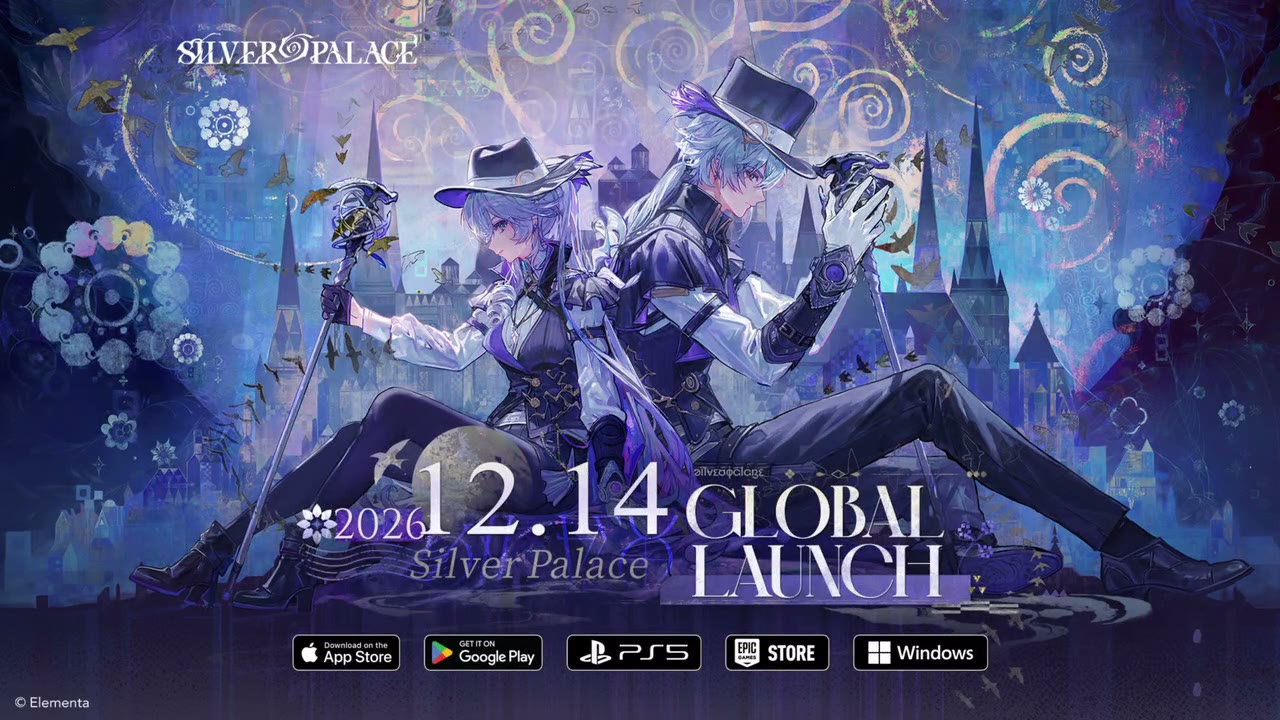 SILVER PALACE
2026 12.14
Silver Palace
GLOBAL
LAUNCH
Download on the
App Store
GET IT ON
Google Play
PS5
EPIC
GAMES
STORE
Windows
© Elementa